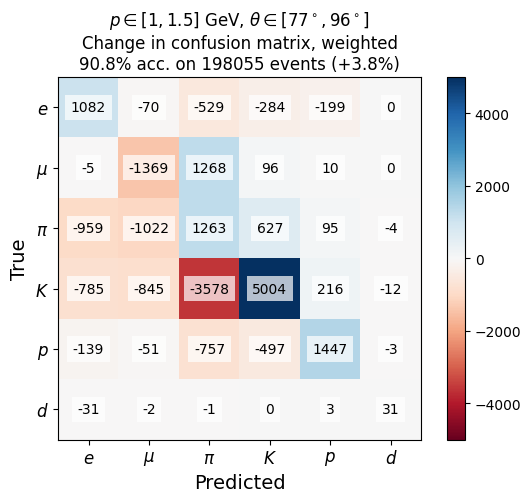 p ∈ [1, 1.5] GeV, θ ∈ [77°, 96°]
Change in confusion matrix, weighted
90.8% acc. on 198055 events (+3.8%)
True
e 1082 -70 -529 -284 -199 0
μ -5 -1369 1268 96 10 0
π -959 -1022 1263 627 95 -4
K -785 -845 -3578 5004 216 -12
p -139 -51 -757 -497 1447 -3
d -31 -2 -1 0 3 31
e μ π K p d
Predicted
4000
2000
0
−2000
−4000